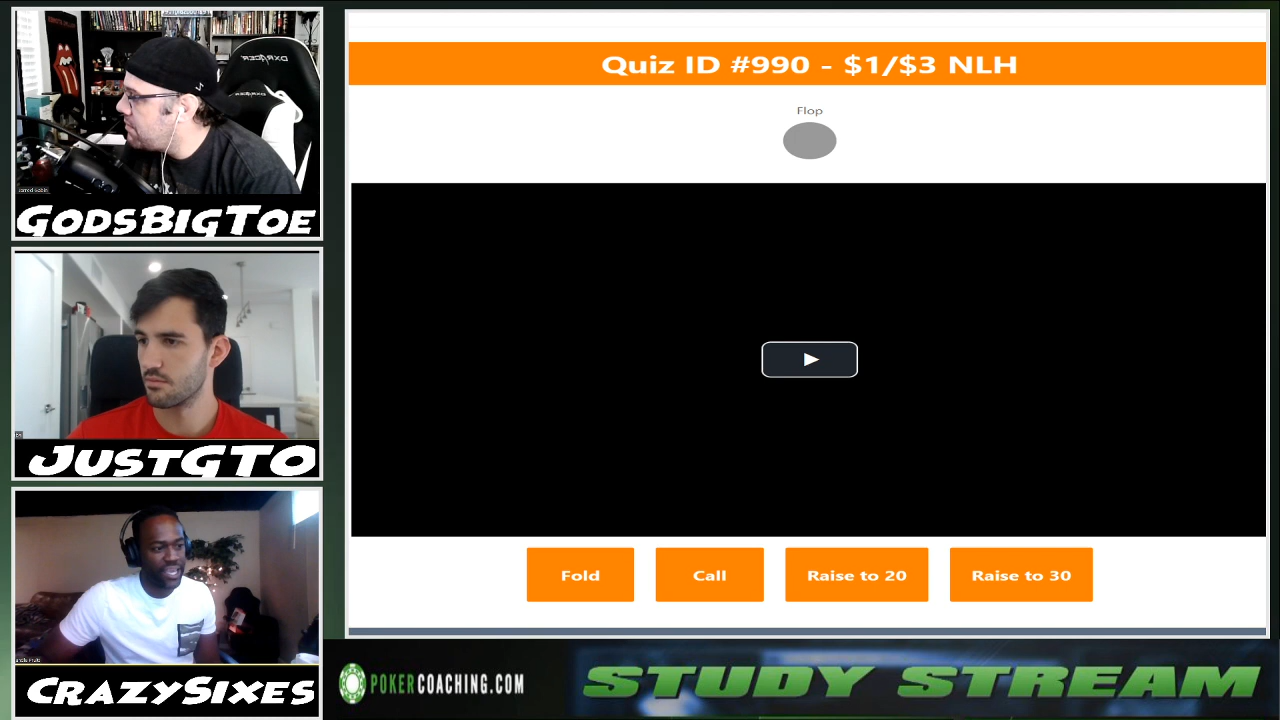 GODSBIGTOE
JUSTGTO
CRAZYSIXES
Quiz ID #990 - $1/$3 NLH
Flop
Fold
Call
Raise to 20
Raise to 30
POKERCOACHING.COM
STUDY STREAM